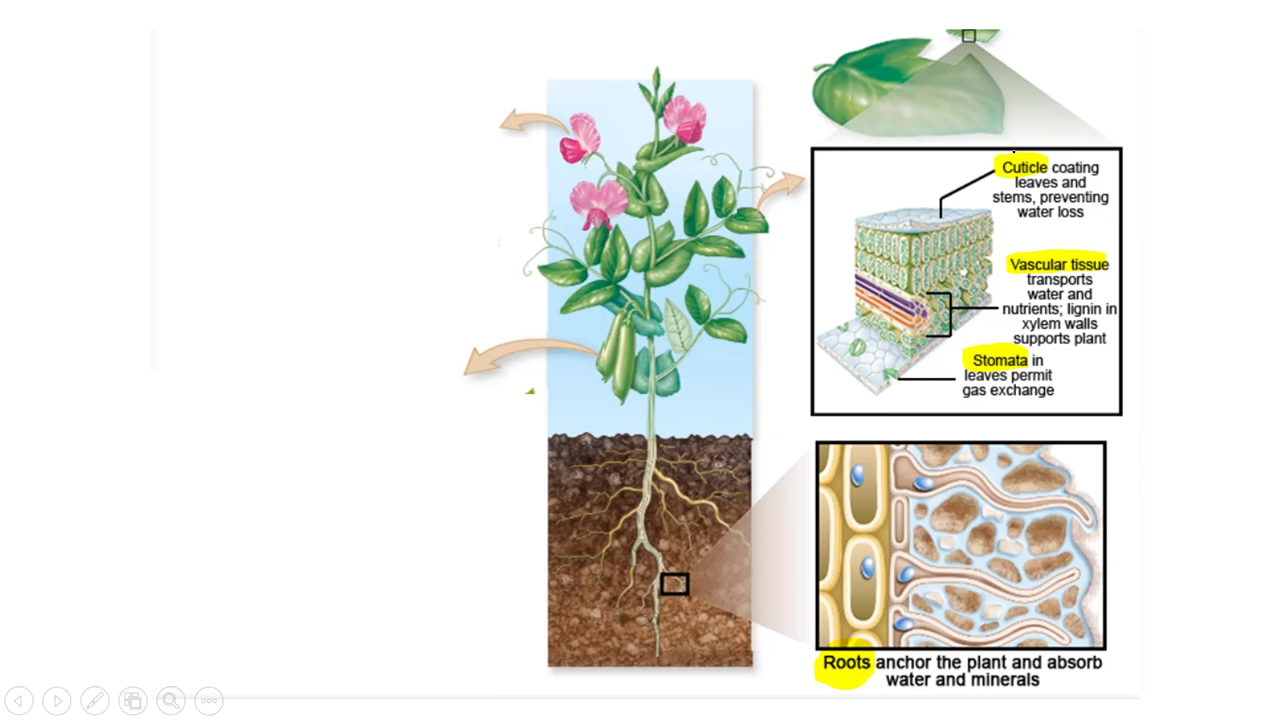 Cuticle coating
leaves and
stems, preventing
water loss
Vascular tissue
transports
water and
nutrients; lignin in
xylem walls
supports plant
Stomata in
leaves permit
gas exchange
Roots anchor the plant and absorb
water and minerals